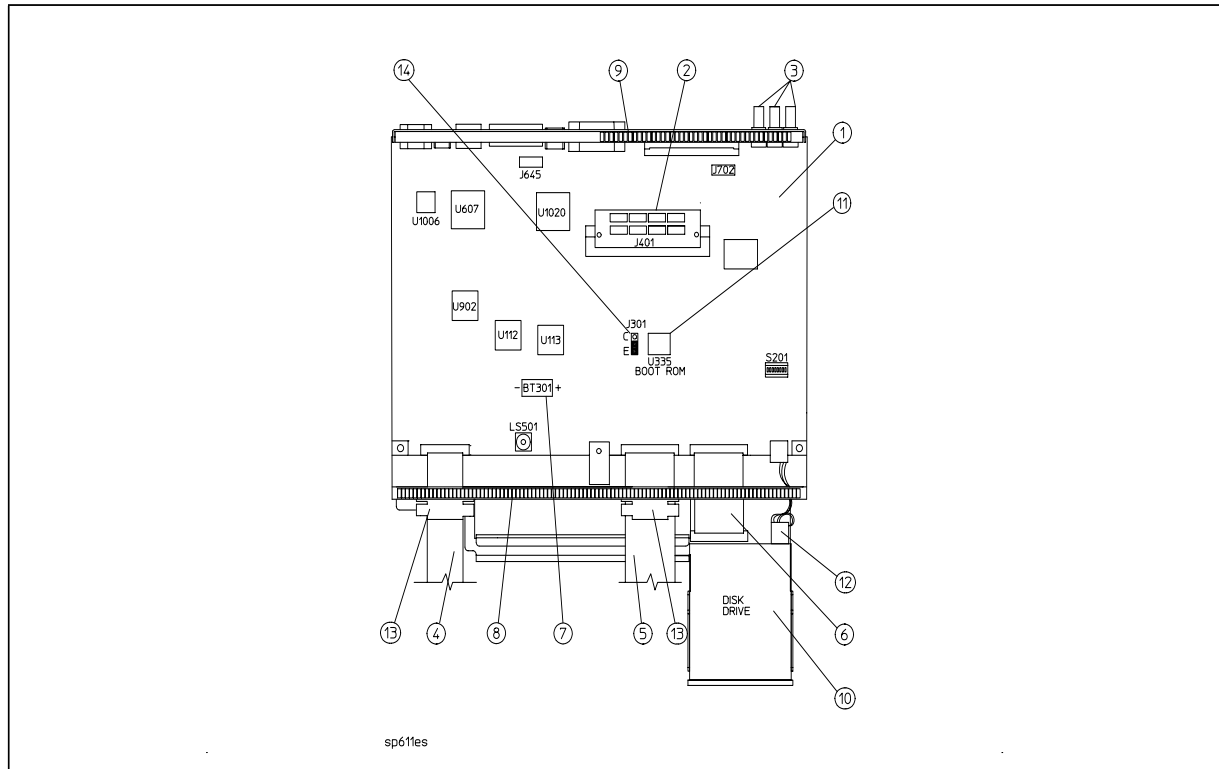 14
9
2
3
1
11
J645
J702
U1006
U607
U1020
J401
U902
U112
U113
J301
C
E
U335
BOOT ROM
S201
- BT301 +
LS501
DISK
DRIVE
13
4
8
7
5
13
6
12
10
sp611es